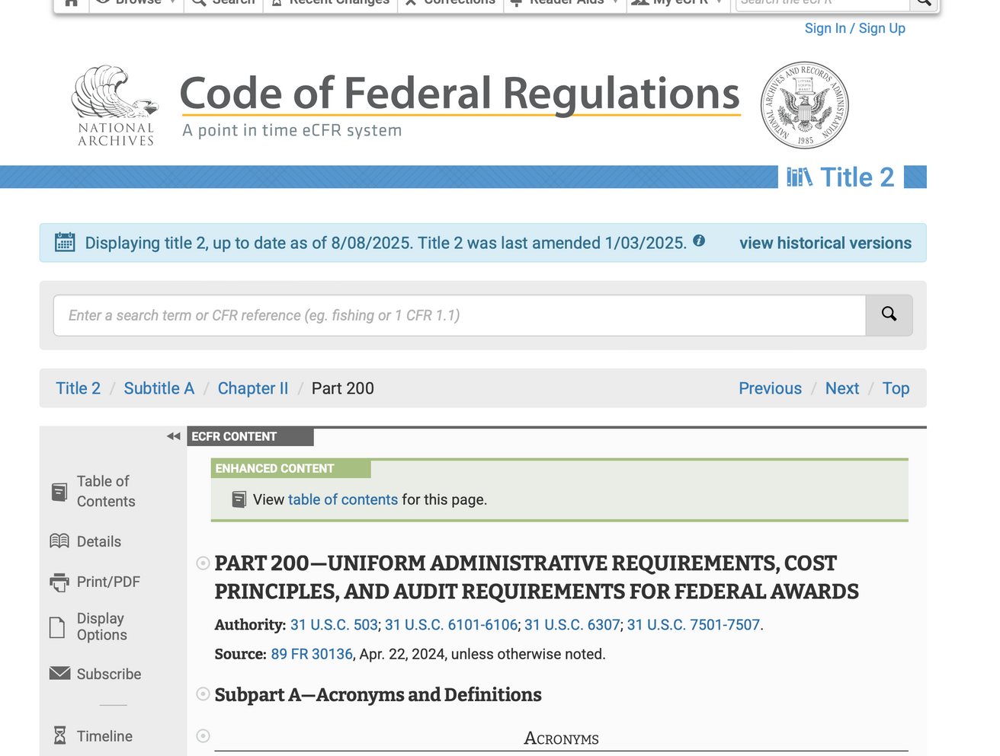 Browse
Search
Recent Changes
Corrections
Reader Aids
My eCFR
Search the eCFR
Sign In / Sign Up
NATIONAL
ARCHIVES
Code of Federal Regulations
A point in time eCFR system
NATIONAL ARCHIVES AND RECORDS ADMINISTRATION
LITTERA
SCRIPTA
MANET
1985
Title 2
Displaying title 2, up to date as of 8/08/2025. Title 2 was last amended 1/03/2025.
view historical versions
Enter a search term or CFR reference (eg. fishing or 1 CFR 1.1)
Title 2 / Subtitle A / Chapter II / Part 200
Previous / Next / Top
ECFR CONTENT
Table of
Contents
Details
Print/PDF
Display
Options
Subscribe
Timeline
ENHANCED CONTENT
View table of contents for this page.
PART 200—UNIFORM ADMINISTRATIVE REQUIREMENTS, COST
PRINCIPLES, AND AUDIT REQUIREMENTS FOR FEDERAL AWARDS
Authority: 31 U.S.C. 503; 31 U.S.C. 6101-6106; 31 U.S.C. 6307; 31 U.S.C. 7501-7507.
Source: 89 FR 30136, Apr. 22, 2024, unless otherwise noted.
Subpart A—Acronyms and Definitions
Acronyms